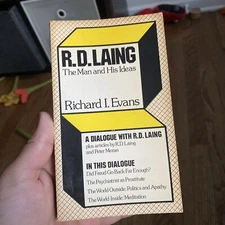 R.D. LAING
The Man and His Ideas
Richard I. Evans
A DIALOGUE WITH R.D. LAING
plus articles by R.D. Laing
and Peter Mezan
IN THIS DIALOGUE
Did Freud Go Back Far Enough?
The Psychiatrist as Prostitute
The World Outside: Politics and Apathy
The World Inside: Meditation